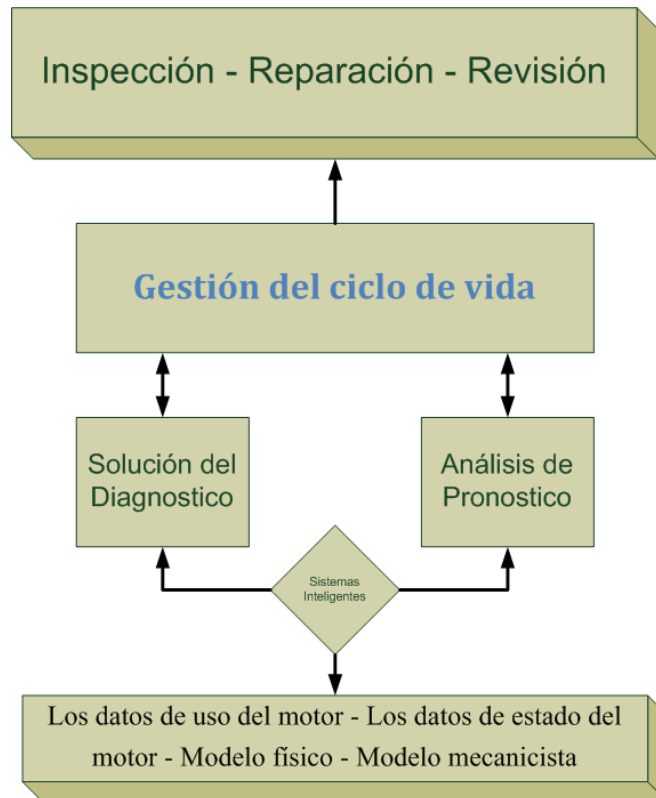 Inspección - Reparación - Revisión
Gestión del ciclo de vida
Solución del
Diagnostico
Análisis de
Pronostico
Sistemas
Inteligentes
Los datos de uso del motor - Los datos de estado del
motor - Modelo físico - Modelo mecanicista